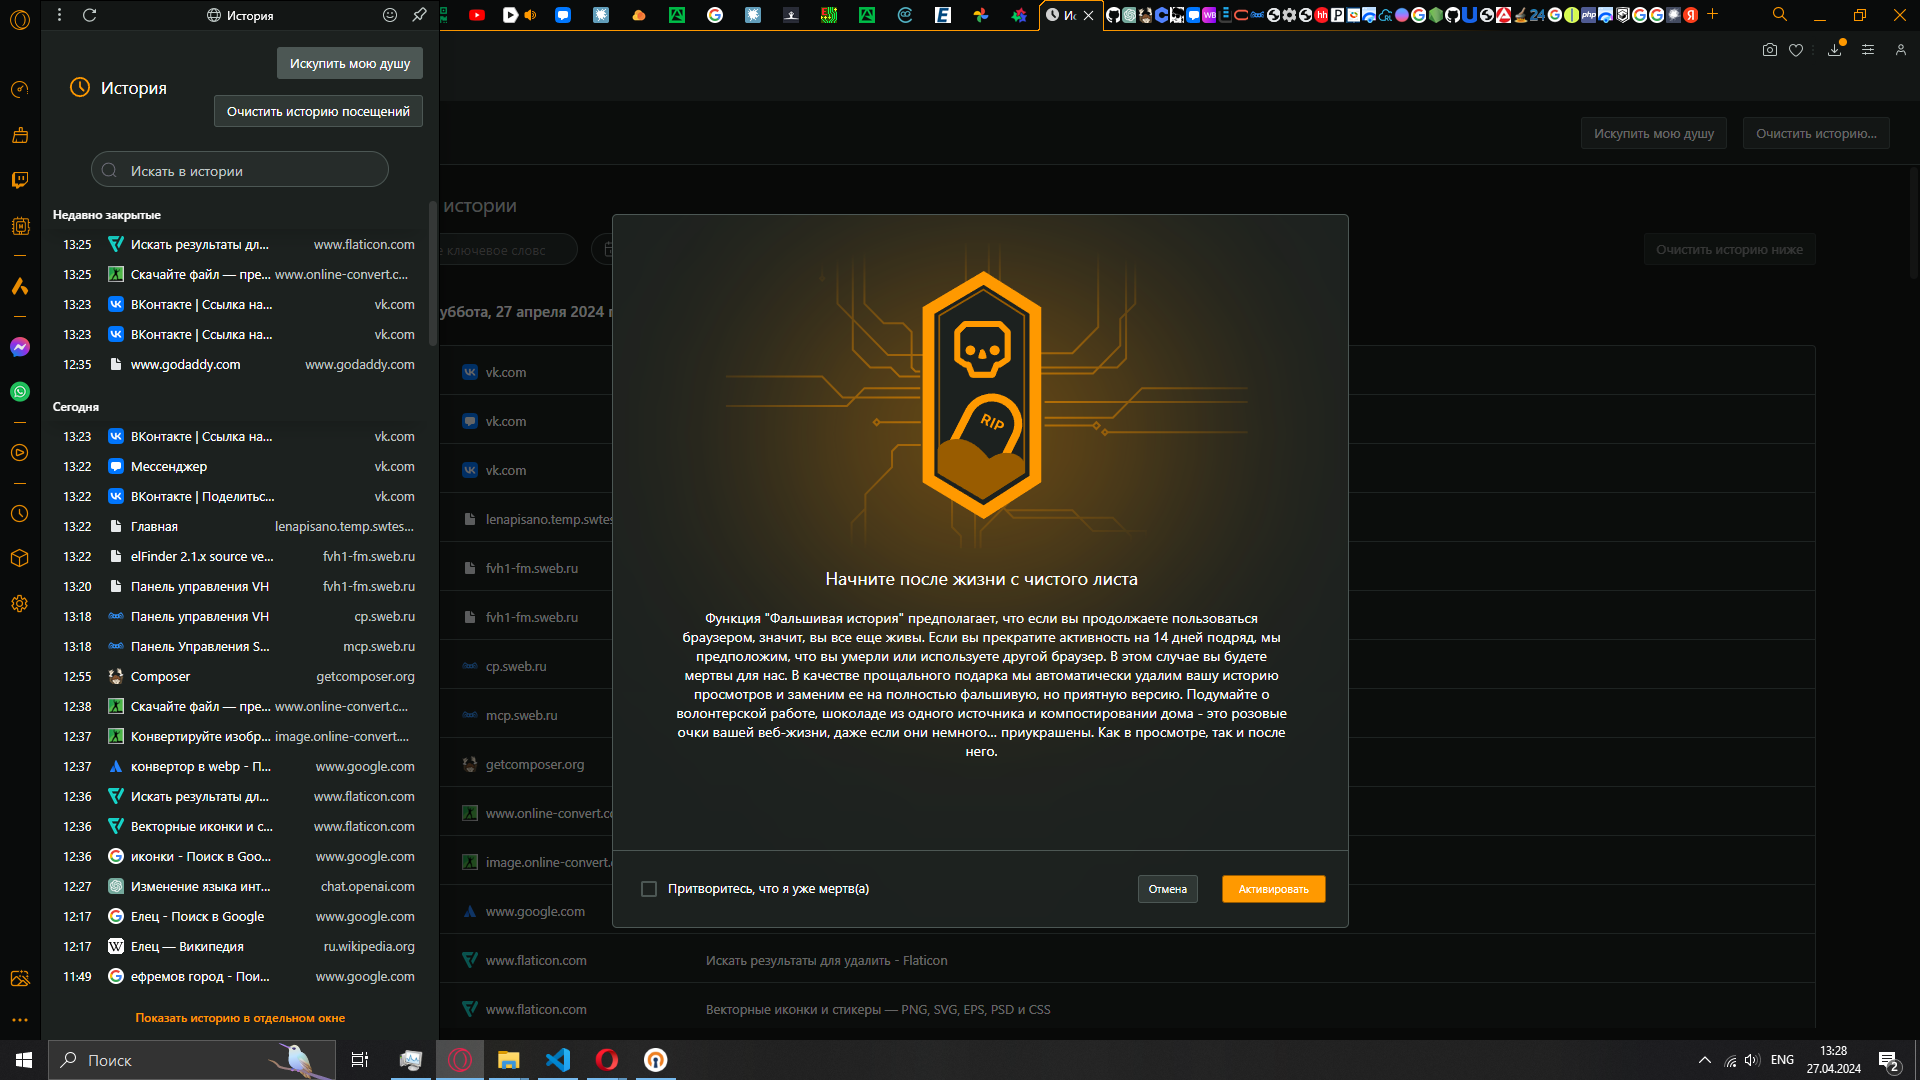 История
Искупить мою душу
История
Очистить историю посещений
Искать в истории
Недавно закрытые
13:25 Искать результаты дл... www.flaticon.com
13:25 Скачайте файл — пре... www.online-convert.c...
13:23 ВКонтакте | Ссылка на... vk.com
13:23 ВКонтакте | Ссылка на... vk.com
12:35 www.godaddy.com www.godaddy.com
Сегодня
13:23 ВКонтакте | Ссылка на... vk.com
13:22 Мессенджер vk.com
13:22 ВКонтакте | Поделитьс... vk.com
13:22 Главная lenapisano.temp.swtes...
13:22 elFinder 2.1.x source ve... fvh1-fm.sweb.ru
13:20 Панель управления VH fvh1-fm.sweb.ru
13:18 Панель управления VH cp.sweb.ru
13:18 Панель Управления S... mcp.sweb.ru
12:55 Composer getcomposer.org
12:38 Скачайте файл — пре... www.online-convert.c...
12:37 Конвертируйте изобр... image.online-convert....
12:37 конвертор в webp - П... www.google.com
12:36 Искать результаты дл... www.flaticon.com
12:36 Векторные иконки и с... www.flaticon.com
12:36 иконки - Поиск в Goo... www.google.com
12:27 Изменение языка инт... chat.openai.com
12:17 Елец - Поиск в Google www.google.com
12:17 Елец — Википедия ru.wikipedia.org
11:49 ефремов город - Пои... www.google.com
Показать историю в отдельном окне
Искупить мою душу Очистить историю...
истории
е ключевое словс
Очистить историю ниже
уббота, 27 апреля 2024 г
vk.com
vk.com
vk.com
lenapisano.temp.swtes
fvh1-fm.sweb.ru
fvh1-fm.sweb.ru
cp.sweb.ru
mcp.sweb.ru
getcomposer.org
www.online-convert.co
image.online-convert.
www.google.com
www.flaticon.com Искать результаты для удалить - Flaticon
www.flaticon.com Векторные иконки и стикеры — PNG, SVG, EPS, PSD и CSS
RIP
Начните после жизни с чистого листа
Функция "Фальшивая история" предполагает, что если вы продолжаете пользоваться
браузером, значит, вы все еще живы. Если вы прекратите активность на 14 дней подряд, мы
предположим, что вы умерли или используете другой браузер. В этом случае вы будете
мертвы для нас. В качестве прощального подарка мы автоматически удалим вашу историю
просмотров и заменим ее на полностью фальшивую, но приятную версию. Подумайте о
волонтерской работе, шоколаде из одного источника и компостировании дома - это розовые
очки вашей веб-жизни, даже если они немного... приукрашены. Как в просмотре, так и после
него.
Притворитесь, что я уже мертв(а)
Отмена
Активировать
Поиск
ENG
13:28
27.04.2024
2